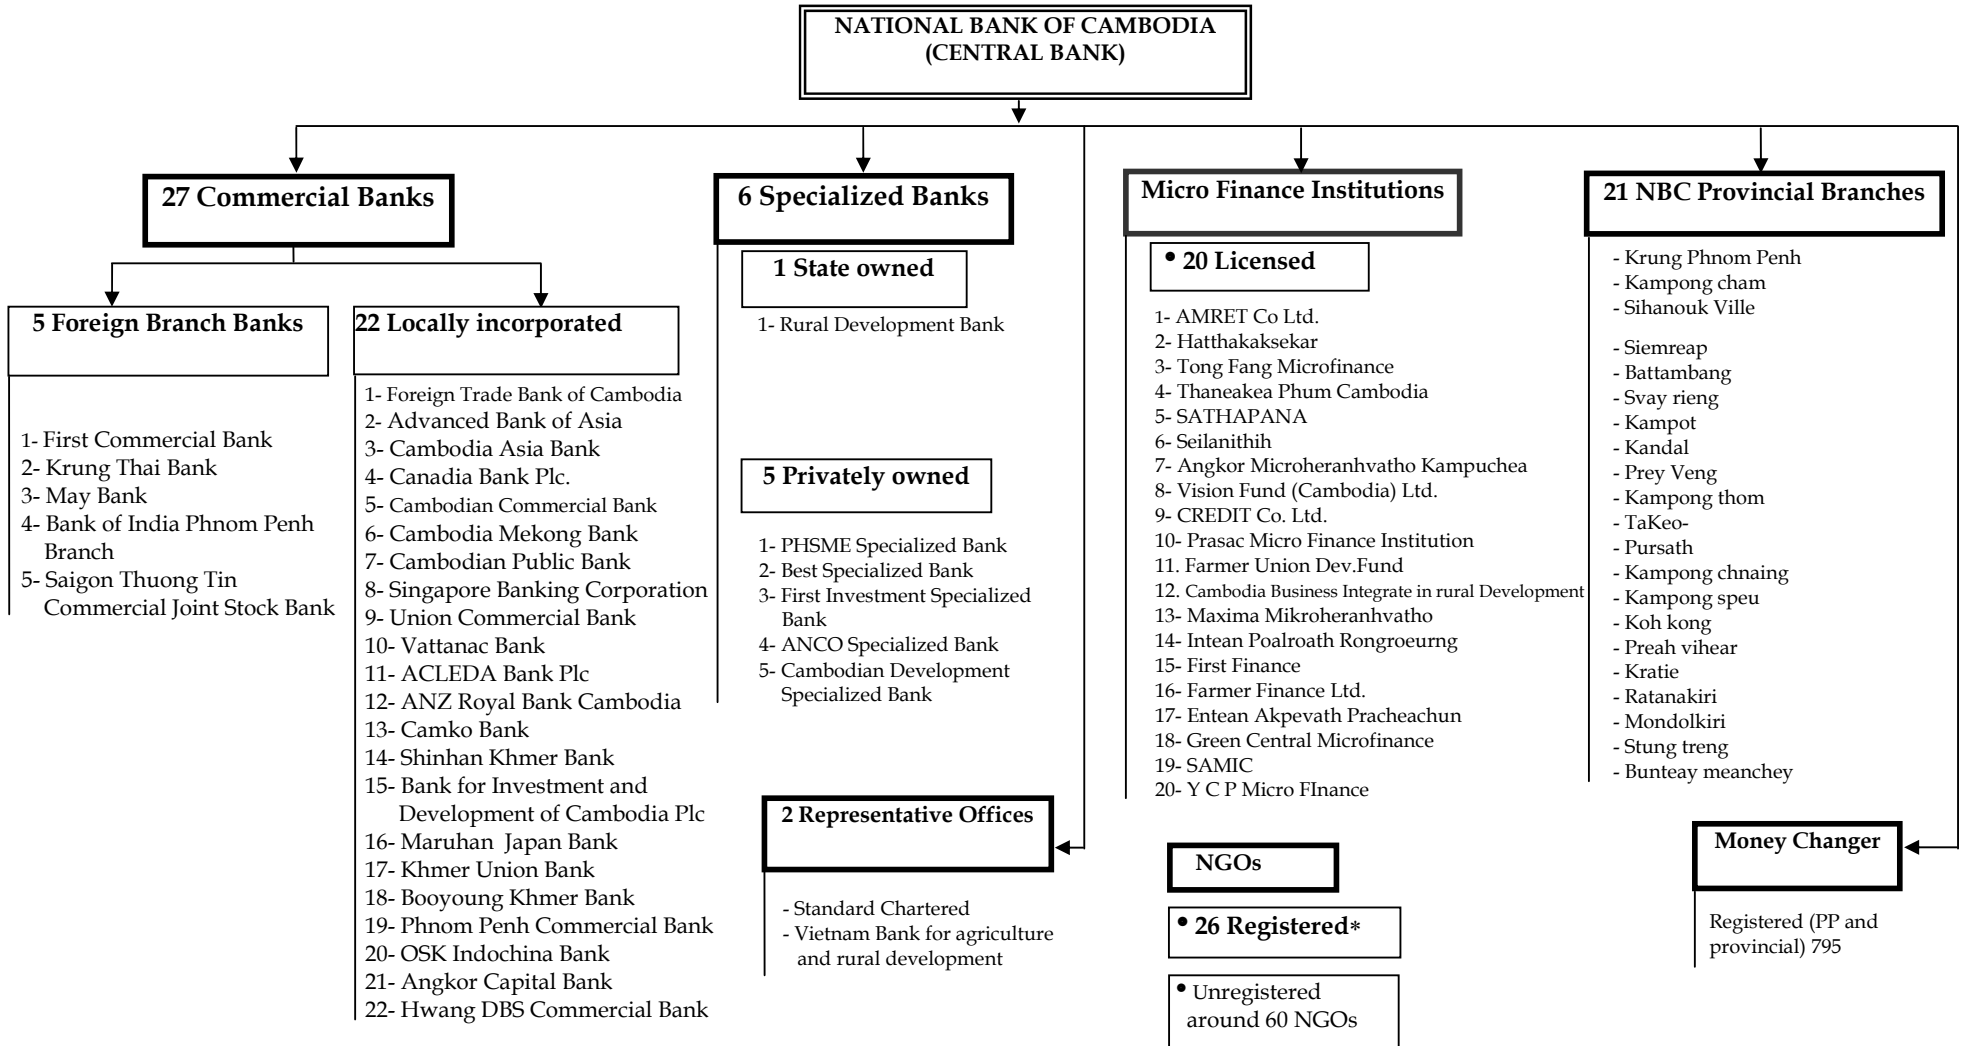 NATIONAL BANK OF CAMBODIA
(CENTRAL BANK)
27 Commercial Banks
5 Foreign Branch Banks
1- First Commercial Bank
2- Krung Thai Bank
3- May Bank
4- Bank of India Phnom Penh
Branch
5- Saigon Thuong Tin
Commercial Joint Stock Bank
22 Locally incorporated
1- Foreign Trade Bank of Cambodia
2- Advanced Bank of Asia
3- Cambodia Asia Bank
4- Canadia Bank Plc.
5- Cambodian Commercial Bank
6- Cambodia Mekong Bank
7- Cambodian Public Bank
8- Singapore Banking Corporation
9- Union Commercial Bank
10- Vattanac Bank
11- ACLEDA Bank Plc
12- ANZ Royal Bank Cambodia
13- Camko Bank
14- Shinhan Khmer Bank
15- Bank for Investment and
Development of Cambodia Plc
16- Maruhan Japan Bank
17- Khmer Union Bank
18- Booyoung Khmer Bank
19- Phnom Penh Commercial Bank
20- OSK Indochina Bank
21- Angkor Capital Bank
22- Hwang DBS Commercial Bank
6 Specialized Banks
1 State owned
1- Rural Development Bank
5 Privately owned
1- PHSME Specialized Bank
2- Best Specialized Bank
3- First Investment Specialized
Bank
4- ANCO Specialized Bank
5- Cambodian Development
Specialized Bank
2 Representative Offices
- Standard Chartered
- Vietnam Bank for agriculture
and rural development
Micro Finance Institutions
• 20 Licensed
1- AMRET Co Ltd.
2- Hatthakaksekar
3- Tong Fang Microfinance
4- Thaneakea Phum Cambodia
5- SATHAPANA
6- Seilanithih
7- Angkor Microheranhvatho Kampuchea
8- Vision Fund (Cambodia) Ltd.
9- CREDIT Co. Ltd.
10- Prasac Micro Finance Institution
11. Farmer Union Dev.Fund
12. Cambodia Business Integrate in rural Development
13- Maxima Mikroheranhvatho
14- Intean Poalroath Rongroeurng
15- First Finance
16- Farmer Finance Ltd.
17- Entean Akpevath Pracheachun
18- Green Central Microfinance
19- SAMIC
20- Y C P Micro FInance
NGOs
• 26 Registered*
• Unregistered
around 60 NGOs
21 NBC Provincial Branches
- Krung Phnom Penh
- Kampong cham
- Sihanouk Ville
- Siemreap
- Battambang
- Svay rieng
- Kampot
- Kandal
- Prey Veng
- Kampong thom
- TaKeo-
- Pursath
- Kampong chnaing
- Kampong speu
- Koh kong
- Preah vihear
- Kratie
- Ratanakiri
- Mondolkiri
- Stung treng
- Bunteay meanchey
Money Changer
Registered (PP and
provincial) 795